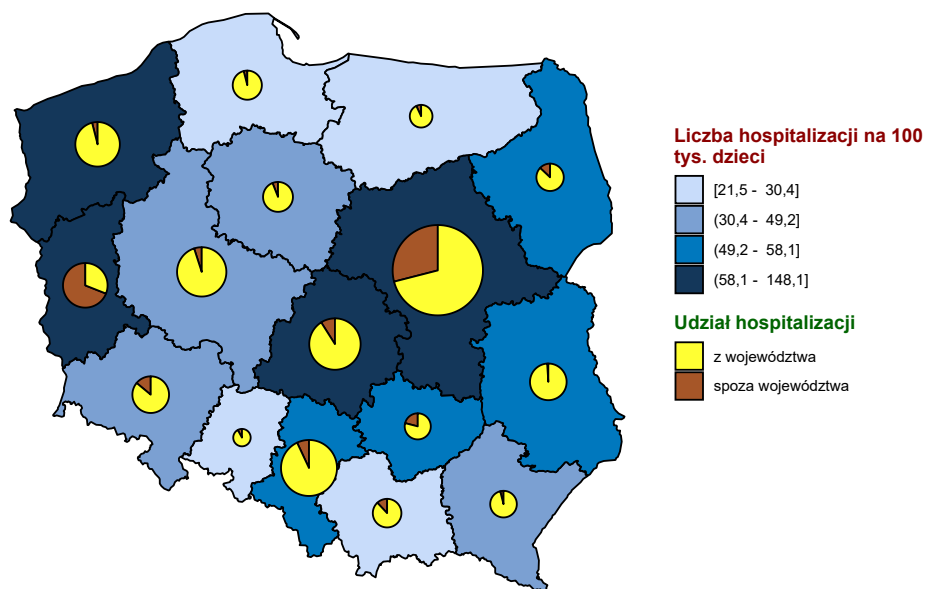 Liczba hospitalizacji na 100
tys. dzieci
[21,5 - 30,4]
(30,4 - 49,2]
(49,2 - 58,1]
(58,1 - 148,1]
Udział hospitalizacji
z województwa
spoza województwa